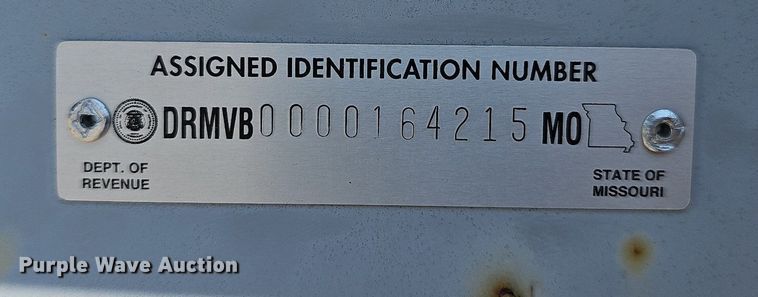 ASSIGNED IDENTIFICATION NUMBER
DRMVB0000164215 MO
DEPT. OF
REVENUE
STATE OF
MISSOURI
Purple Wave Auction